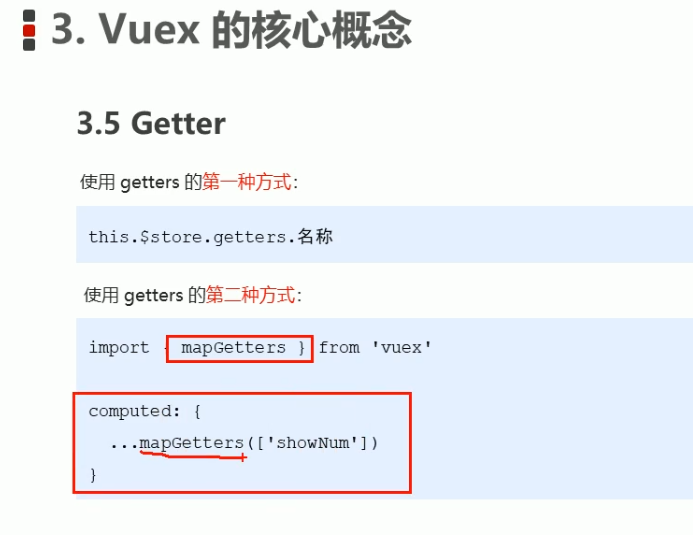 3. Vuex 的核心概念
3.5 Getter
使用 getters 的第一种方式：
this.$store.getters.名称
使用 getters 的第二种方式：
import { mapGetters } from 'vuex'
computed: {
...mapGetters(['showNum'])
}